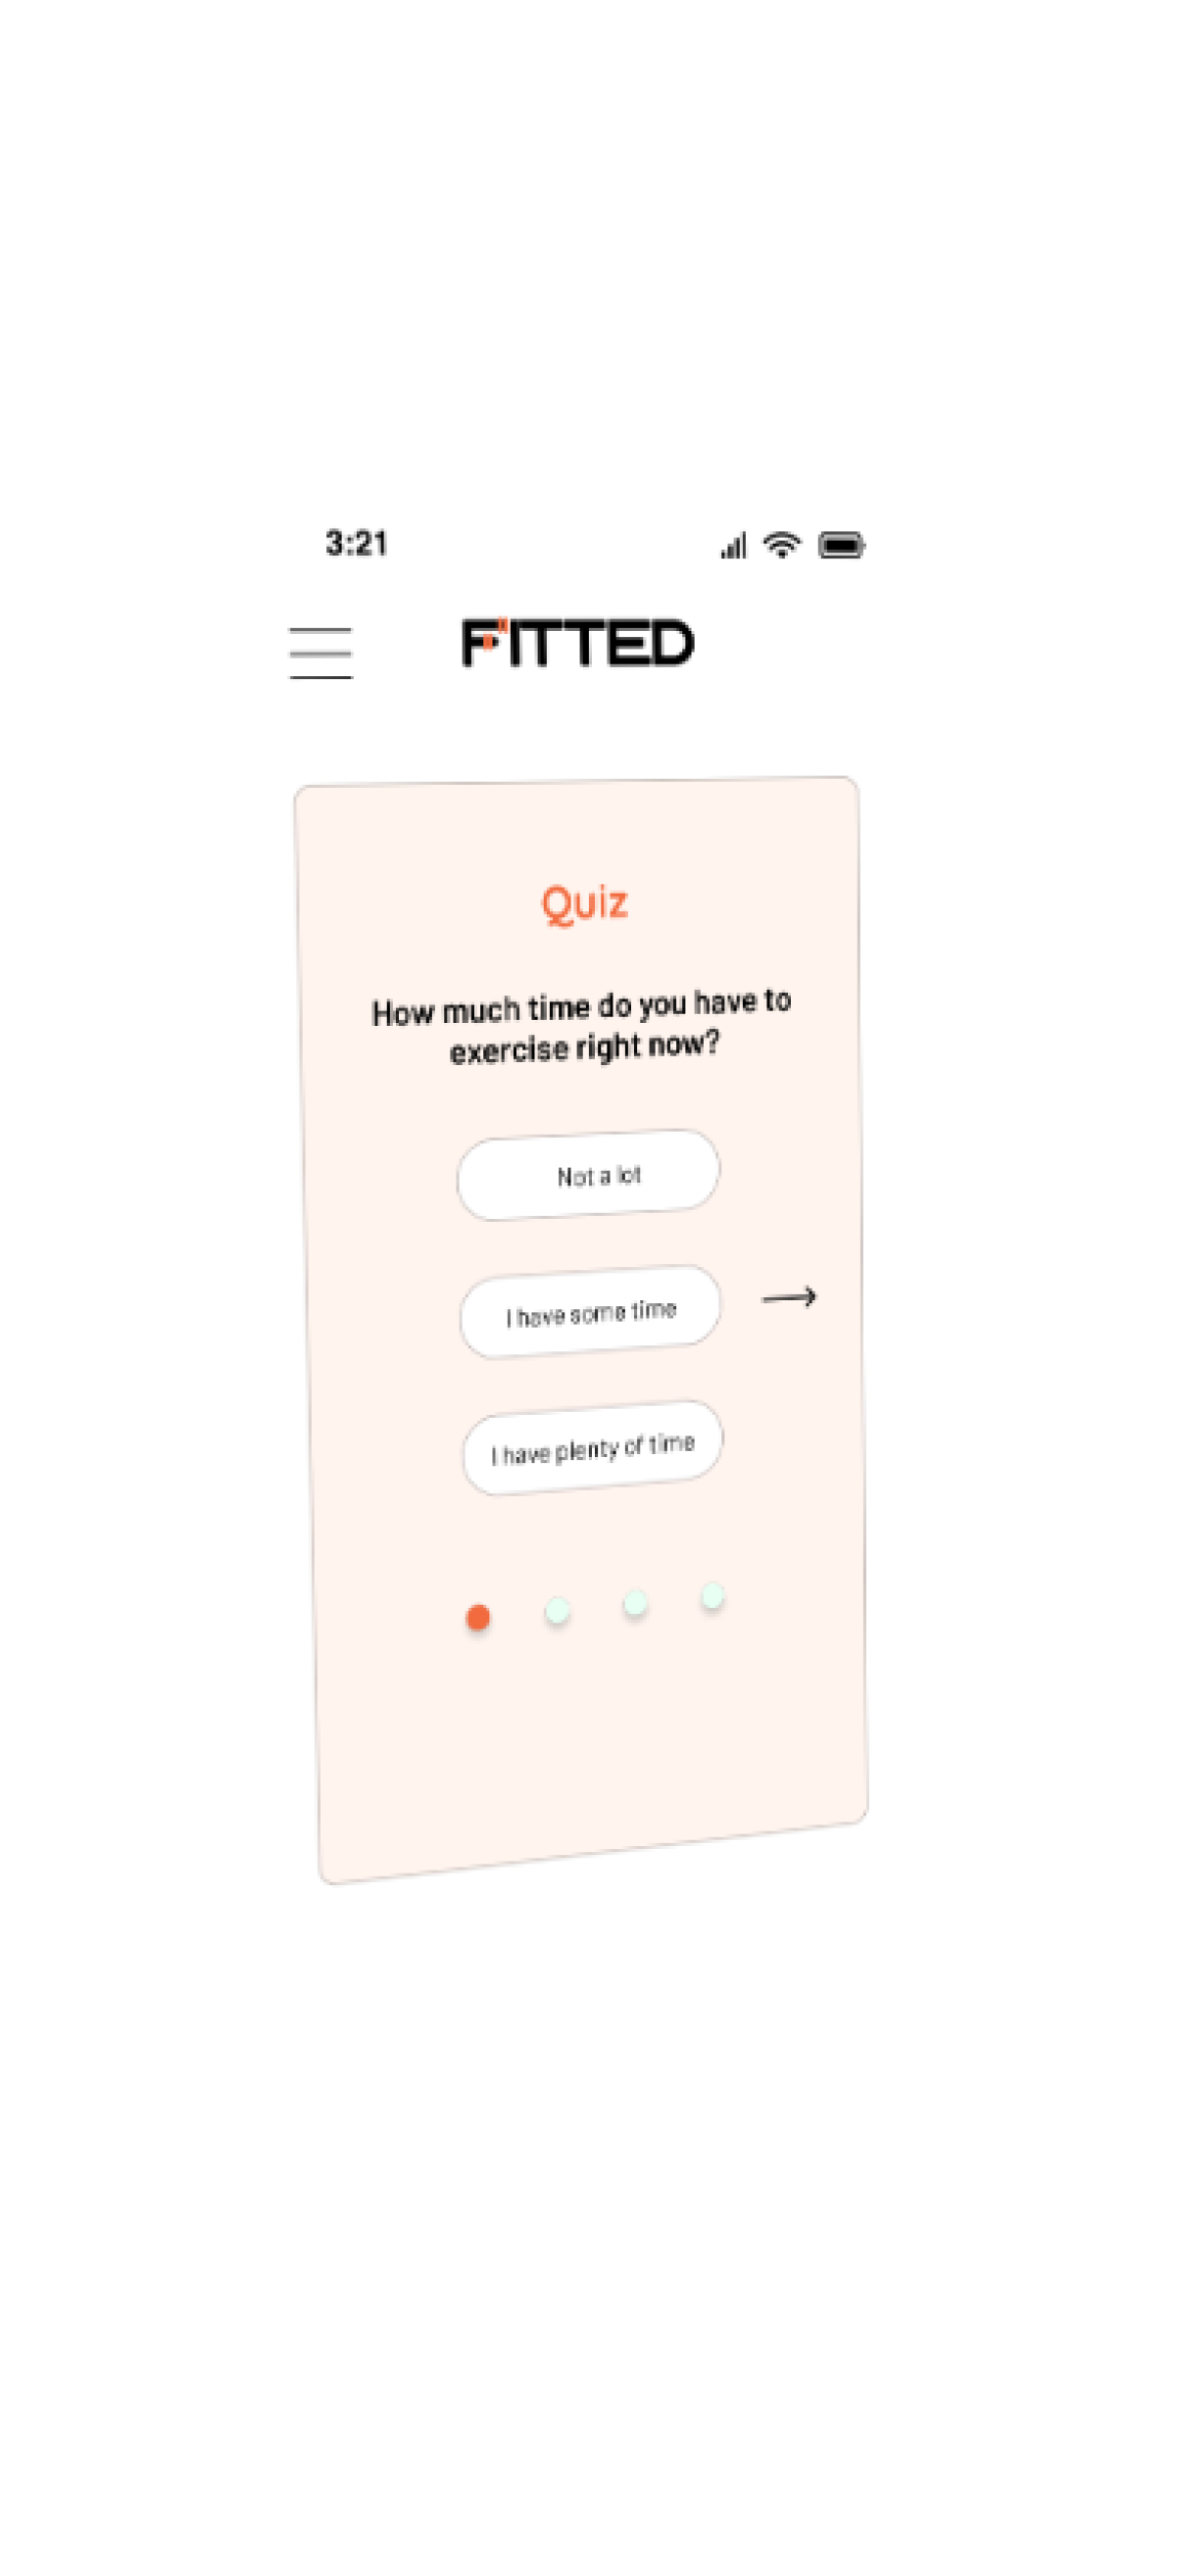 3:21
FITTED
Quiz
How much time do you have to
exercise right now?
Not a lot
I have some time
I have plenty of time